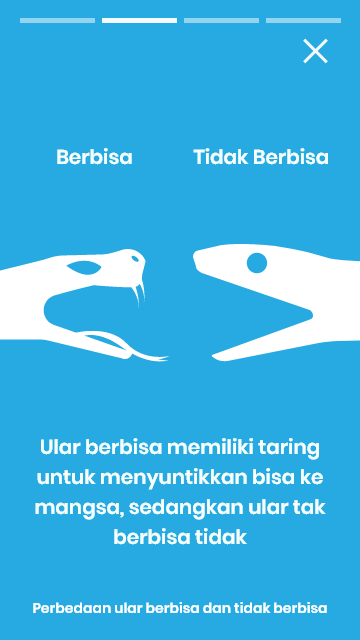 Berbisa
Tidak Berbisa
Ular berbisa memiliki taring
untuk menyuntikkan bisa ke
mangsa, sedangkan ular tak
berbisa tidak
Perbedaan ular berbisa dan tidak berbisa